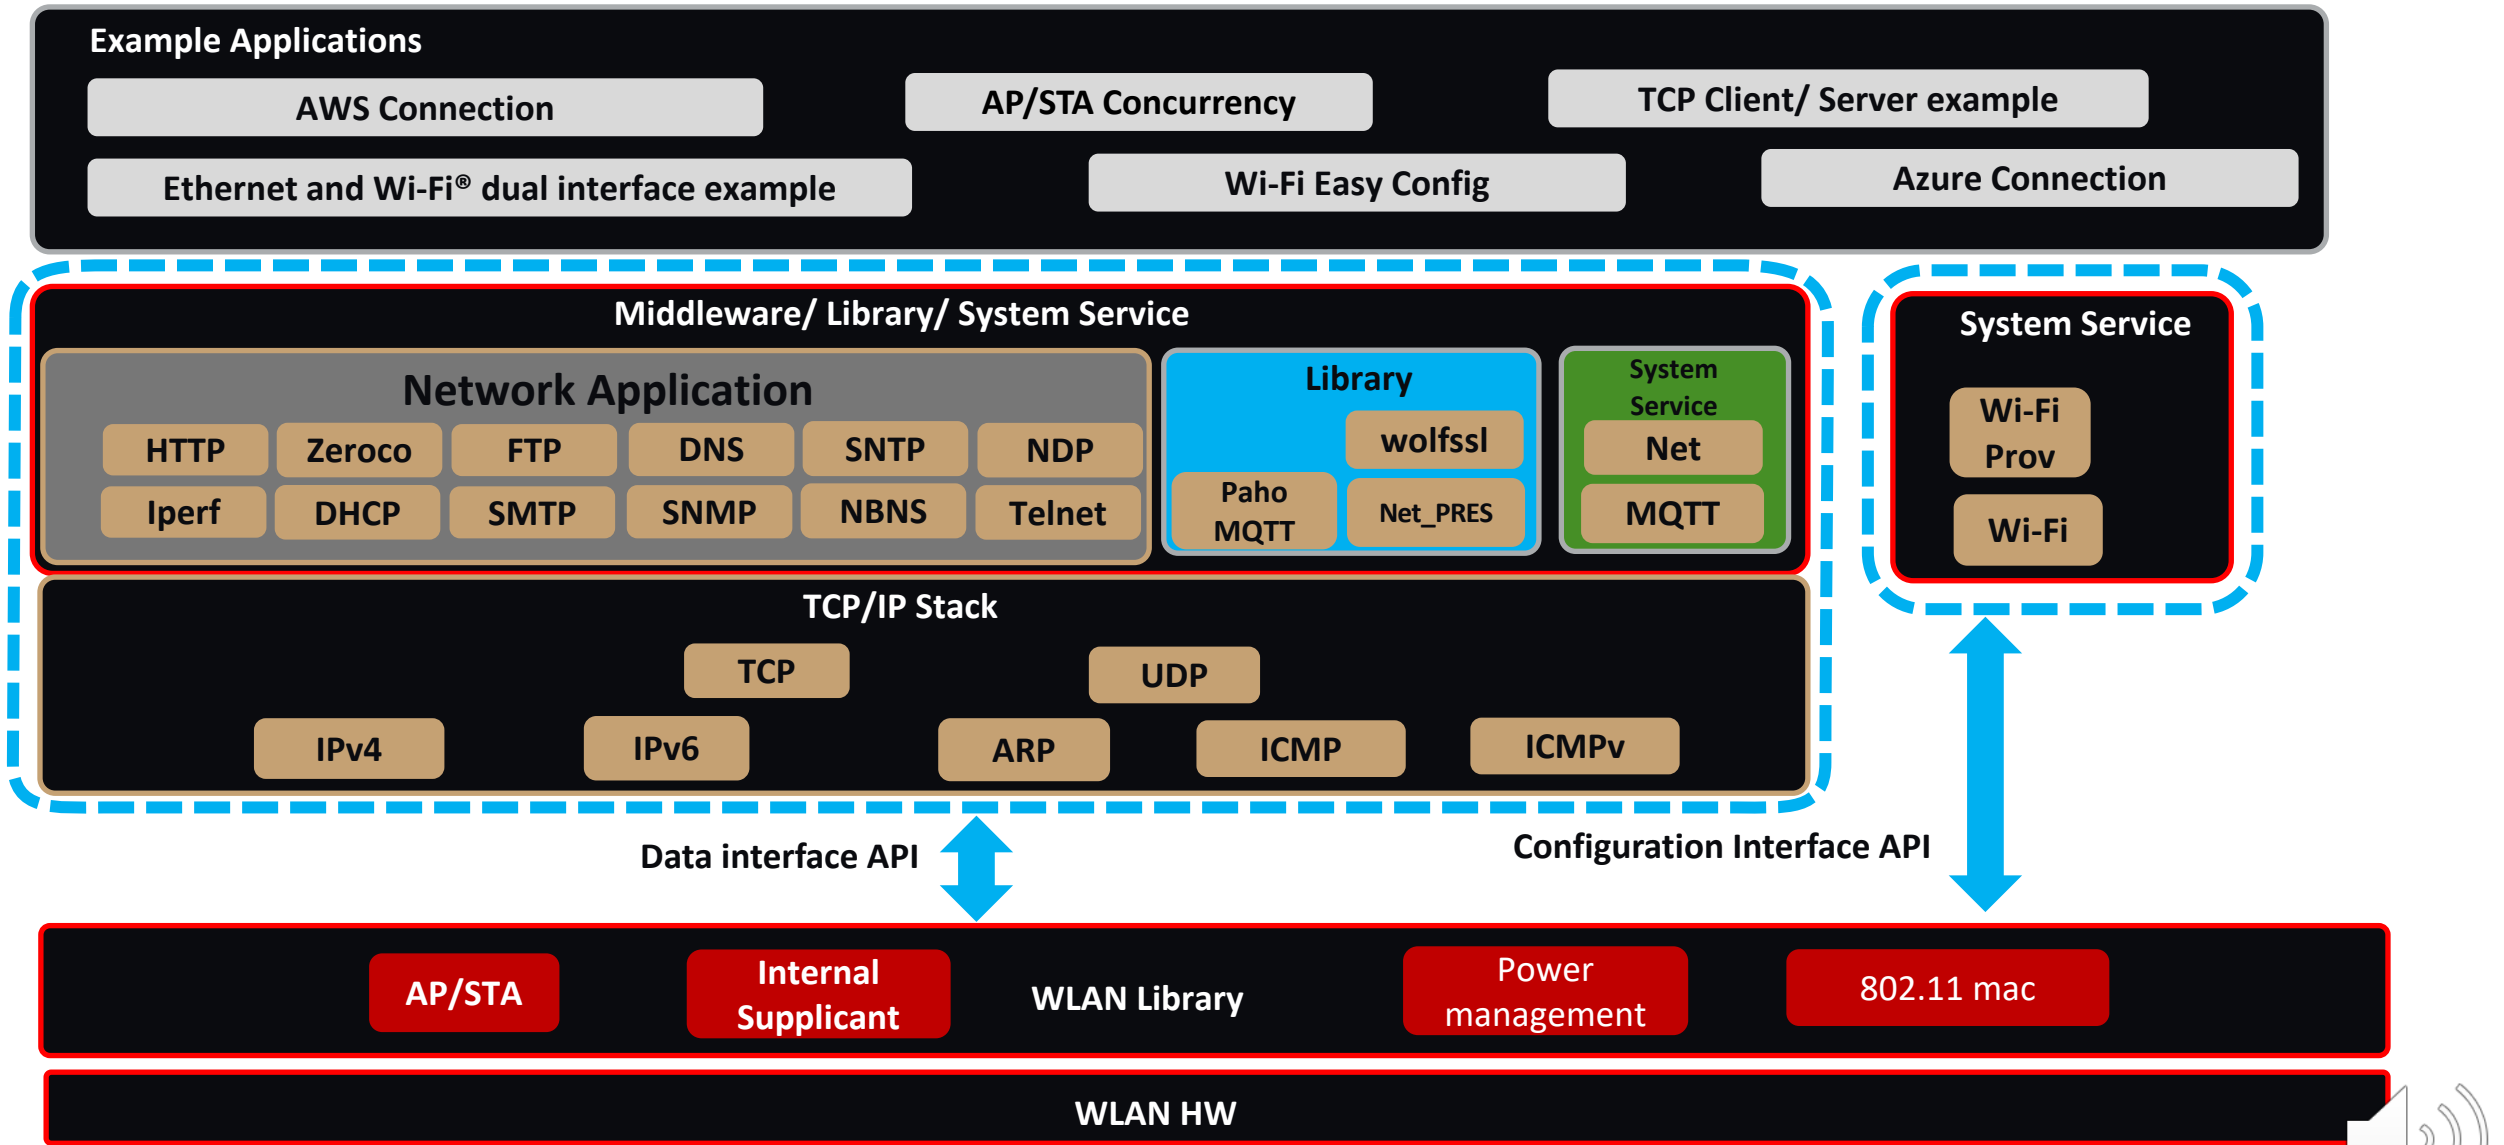 Example Applications
AWS Connection
AP/STA Concurrency
TCP Client/ Server example
Ethernet and Wi-Fi® dual interface example
Wi-Fi Easy Config
Azure Connection
Middleware/ Library/ System Service
Network Application
HTTP
Zeroco
FTP
DNS
SNTP
NDP
Iperf
DHCP
SMTP
SNMP
NBNS
Telnet
Library
wolfssl
Paho
MQTT
Net_PRES
System
Service
Net
MQTT
System Service
Wi-Fi
Prov
Wi-Fi
TCP/IP Stack
TCP
UDP
IPv4
IPv6
ARP
ICMP
ICMPv
Data interface API
Configuration Interface API
AP/STA
Internal
Supplicant
WLAN Library
Power
management
802.11 mac
WLAN HW